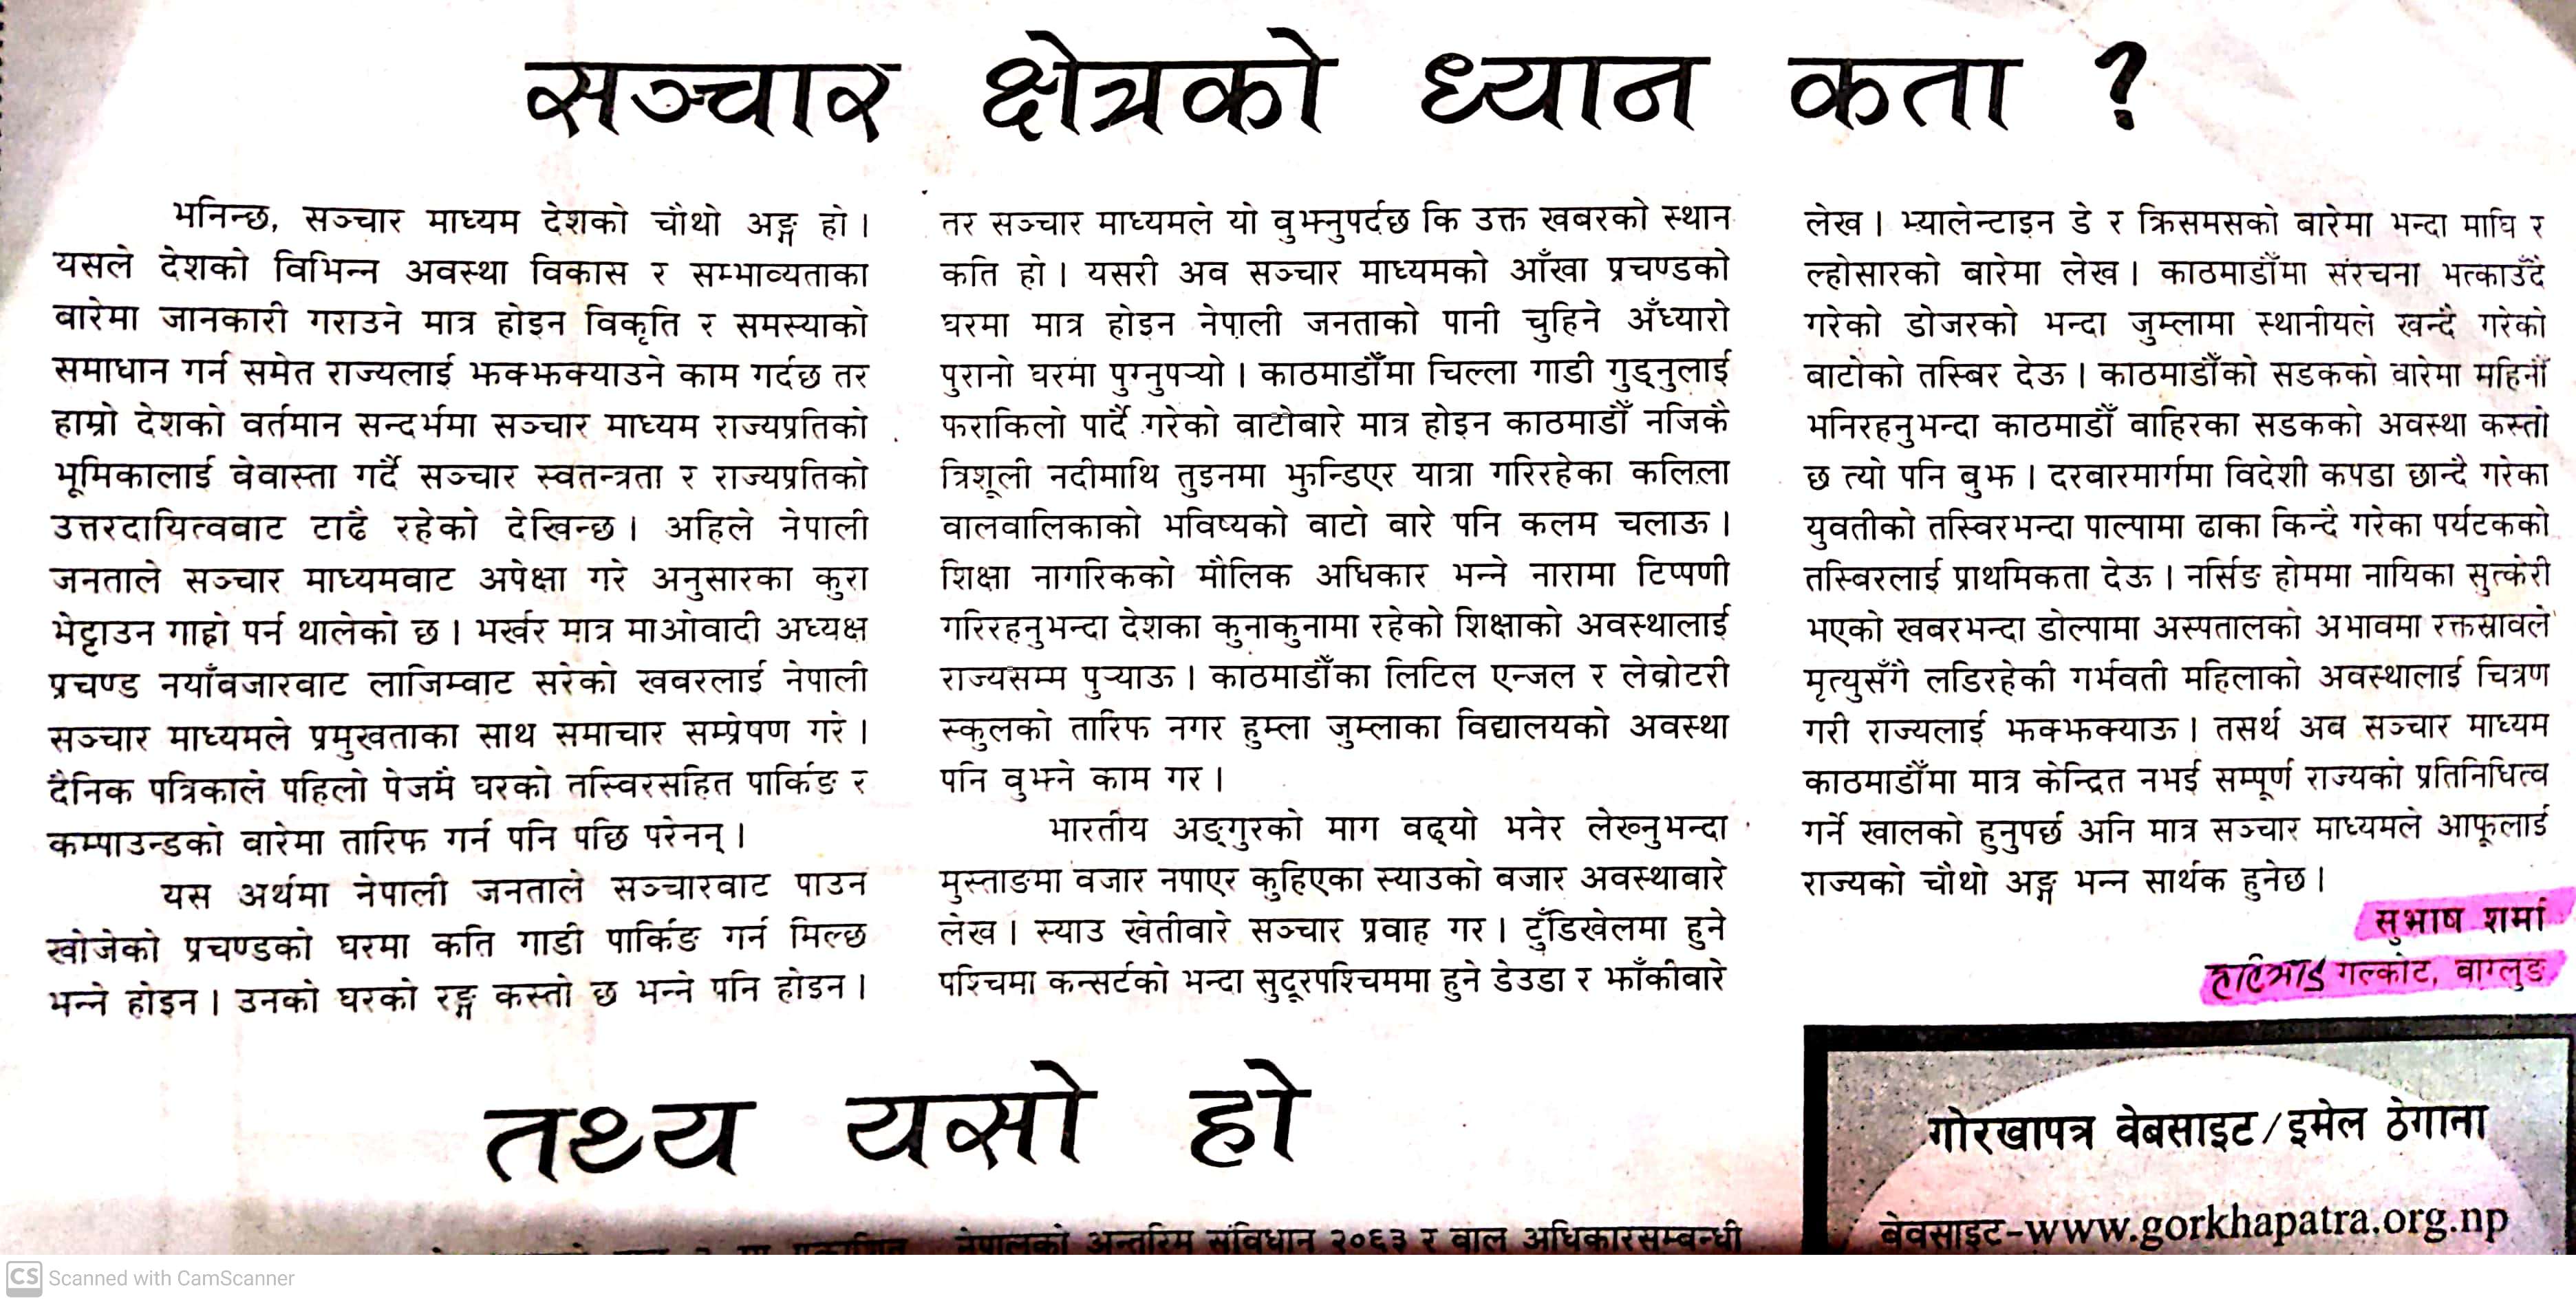 सञ्चार क्षेत्रको ध्यान कता ?
भनिन्छ, सञ्चार माध्यम देशको चौथो अङ्ग हो ।
यसले देशको विभिन्न अवस्था विकास र सम्भाव्यताका
बारेमा जानकारी गराउने मात्र होइन विकृति र समस्याको
समाधान गर्न समेत राज्यलाई झक्झक्याउने काम गर्दछ तर
हाम्रो देशको वर्तमान सन्दर्भमा सञ्चार माध्यम राज्यप्रतिको
भूमिकालाई वेवास्ता गर्दै सञ्चार स्वतन्त्रता र राज्यप्रतिको
उत्तरदायित्ववाट टाढै रहेको देखिन्छ । अहिले नेपाली
जनताले सञ्चार माध्यमवाट अपेक्षा गरे अनुसारका कुरा
भेट्टाउन गाह्रो पर्न थालेको छ । भर्खर मात्र माओवादी अध्यक्ष
प्रचण्ड नयाँवजारवाट लाजिम्वाट सरेको खबरलाई नेपाली
सञ्चार माध्यमले प्रमुखताका साथ समाचार सम्प्रेषण गरे ।
दैनिक पत्रिकाले पहिलो पेजमै घरको तस्विरसहित पार्किङ र
कम्पाउन्डको वारेमा तारिफ गर्न पनि पछि परेनन् ।
यस अर्थमा नेपाली जनताले सञ्चारवाट पाउन
खोजेको प्रचण्डको घरमा कति गाडी पार्किङ गर्न मिल्छ
भन्ने होइन । उनको घरको रङ्ग कस्तो छ भन्ने पनि होइन ।
तर सञ्चार माध्यमले यो वुझ्नुपर्दछ कि उक्त खबरको स्थान
कति हो । यसरी अव सञ्चार माध्यमको आँखा प्रचण्डको
घरमा मात्र होइन नेपाली जनताको पानी चुहिने अँध्यारो
पुरानो घरमा पुग्नुपर्‍यो । काठमाडौँमा चिल्ला गाडी गुड्नुलाई
फराकिलो पार्दै गरेको वाटोबारे मात्र होइन काठमाडौँ नजिकै
त्रिशूली नदीमाथि तुइनमा झुन्डिएर यात्रा गरिरहेका कलिला
वालवालिकाको भविष्यको वाटो बारे पनि कलम चलाऊ ।
शिक्षा नागरिकको मौलिक अधिकार भन्ने नारामा टिप्पणी
गरिरहनुभन्दा देशका कुनाकुनामा रहेको शिक्षाको अवस्थालाई
राज्यसम्म पुर्‍याऊ । काठमाडौँका लिटिल एन्जल र लेव्रोटरी
स्कुलको तारिफ नगर हुम्ला जुम्लाका विद्यालयको अवस्था
पनि वुझ्ने काम गर ।
भारतीय अङ्गुरको माग वढ्यो भनेर लेख्नुभन्दा
मुस्ताङमा वजार नपाएर कुहिएका स्याउको बजार अवस्थावारे
लेख । स्याउ खेतीवारे सञ्चार प्रवाह गर । टुँडिखेलमा हुने
पश्चिमा कन्सर्टको भन्दा सुदूरपश्चिममा हुने डेउडा र झाँकीवारे
लेख । भ्यालेन्टाइन डे र क्रिसमसको बारेमा भन्दा माघि र
ल्होसारको बारेमा लेख । काठमाडौँमा संरचना भत्काउँदै
गरेको डोजरको भन्दा जुम्लामा स्थानीयले खन्दै गरेको
बाटोको तस्बिर देऊ । काठमाडौँको सडकको वारेमा महिनौँ
भनिरहनुभन्दा काठमाडौँ वाहिरका सडकको अवस्था कस्तो
छ त्यो पनि बुझ । दरबारमार्गमा विदेशी कपडा छान्दै गरेका
युवतीको तस्विरभन्दा पाल्पामा ढाका किन्दै गरेका पर्यटकको
तस्बिरलाई प्राथमिकता देऊ । नर्सिङ होममा नायिका सुत्केरी
भएको खबरभन्दा डोल्पामा अस्पतालको अभावमा रक्तस्रावले
मृत्युसँगै लडिरहेकी गर्भवती महिलाको अवस्थालाई चित्रण
गरी राज्यलाई झक्झक्याऊ । तसर्थ अव सञ्चार माध्यम
काठमाडौँमा मात्र केन्द्रित नभई सम्पूर्ण राज्यको प्रतिनिधित्व
गर्ने खालको हुनुपर्छ अनि मात्र सञ्चार माध्यमले आफूलाई
राज्यको चौथो अङ्ग भन्न सार्थक हुनेछ ।
सुभाष शर्मा
गल्कोट, वाग्लुङ
तथ्य यसो हो
नेपालको अन्तरिम संविधान २०६३ र बाल अधिकारसम्बन्धी
गोरखापत्र वेबसाइट/इमेल ठेगाना
वेवसाइट-www.gorkhapatra.org.np
CS Scanned with CamScanner